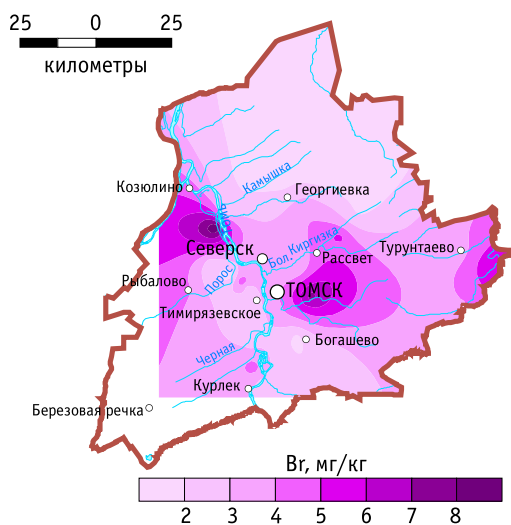 25 0 25
километры
Козюлино
Камышка
Георгиевка
Томь
Северск
Бол. Киргизка
Рассвет
Турунтаево
Рыбалово
Порос
ТОМСК
Тимирязевское
Богашево
Черная
Курлек
Березовая речка
Br, мг/кг
2 3 4 5 6 7 8